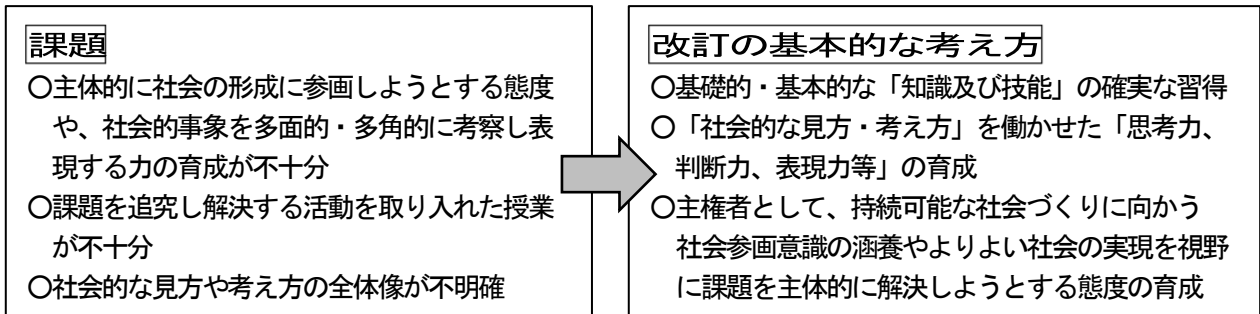 課題
〇主体的に社会の形成に参画しようとする態度
や、社会的事象を多面的・多角的に考察し表
現する力の育成が不十分
〇課題を追究し解決する活動を取り入れた授業
が不十分
〇社会的な見方や考え方の全体像が不明確
改訂の基本的な考え方
〇基礎的・基本的な「知識及び技能」の確実な習得
〇「社会的な見方・考え方」を働かせた「思考力、
判断力、表現力等」の育成
〇主権者として、持続可能な社会づくりに向かう
社会参画意識の涵養やよりよい社会の実現を視野
に課題を主体的に解決しようとする態度の育成